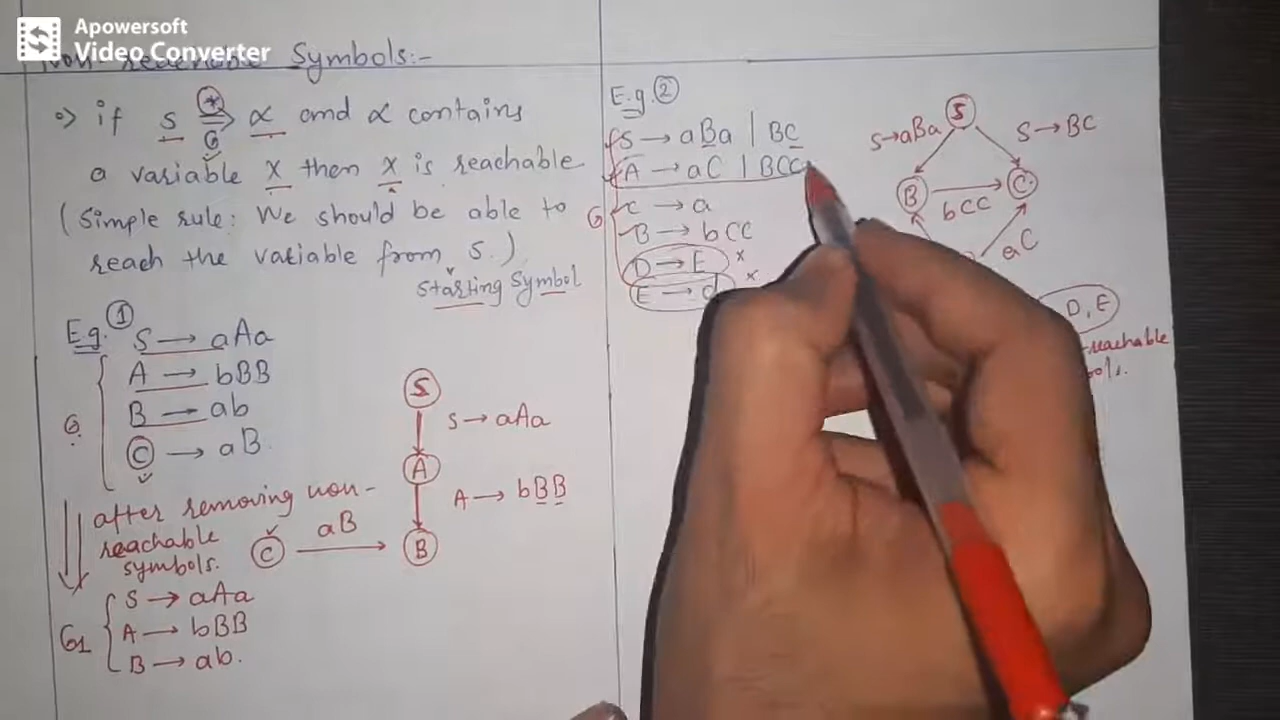 Apowersoft
Video Converter
Non reachable Symbols:-
if S ⇒ α and α contains
* G
a variable X then X is reachable
(Simple rule: We should be able to
reach the variable from S.)
Starting Symbol
E.g. ①
S → aAa
A → bBB
B → ab
C → aB
G
after removing non-
reachable
symbols.
G1
S → aAa
A → bBB
B → ab.
S
S → aAa
A
A → bBB
C
aB
B
E.g. ②
S → aBa | BC
A → aC | BCC
C → a
B → bCC
D → E
E → d
G
S
S→aBa
S → BC
B
bCC
C
aC
D, E
reachable